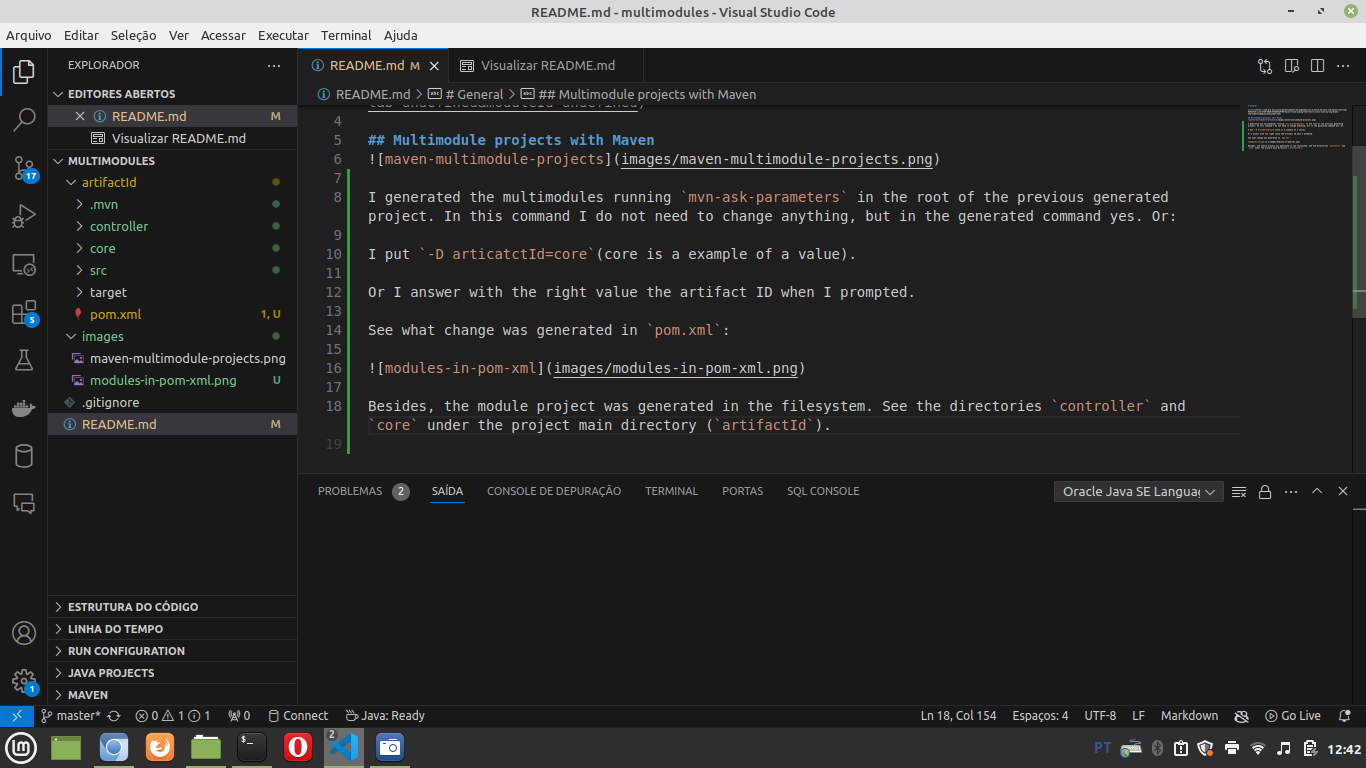 README.md - multimodules - Visual Studio Code
Arquivo Editar Seleção Ver Acessar Executar Terminal Ajuda
EXPLORADOR
EDITORES ABERTOS
README.md M
Visualizar README.md
MULTIMODULES
artifactId
.mvn
controller
core
src
target
pom.xml 1, U
images
maven-multimodule-projects.png
modules-in-pom-xml.png U
.gitignore
README.md M
ESTRUTURA DO CÓDIGO
LINHA DO TEMPO
RUN CONFIGURATION
JAVA PROJECTS
MAVEN
17
5
1
README.md M Visualizar README.md
README.md > # General > ## Multimodule projects with Maven
4
5 ## Multimodule projects with Maven
6 ![maven-multimodule-projects](images/maven-multimodule-projects.png)
7
8 I generated the multimodules running `mvn-ask-parameters` in the root of the previous generated
project. In this command I do not need to change anything, but in the generated command yes. Or:
9
10 I put `-D articatctId=core`(core is a example of a value).
11
12 Or I answer with the right value the artifact ID when I prompted.
13
14 See what change was generated in `pom.xml`:
15
16 ![modules-in-pom-xml](images/modules-in-pom-xml.png)
17
18 Besides, the module project was generated in the filesystem. See the directories `controller` and
`core` under the project main directory (`artifactId`).
19
PROBLEMAS 2 SAÍDA CONSOLE DE DEPURAÇÃO TERMINAL PORTAS SQL CONSOLE
Oracle Java SE Languag
master* 0 1 1 0 Connect Java: Ready Ln 18, Col 154 Espaços: 4 UTF-8 LF Markdown Go Live
2
PT 12:42